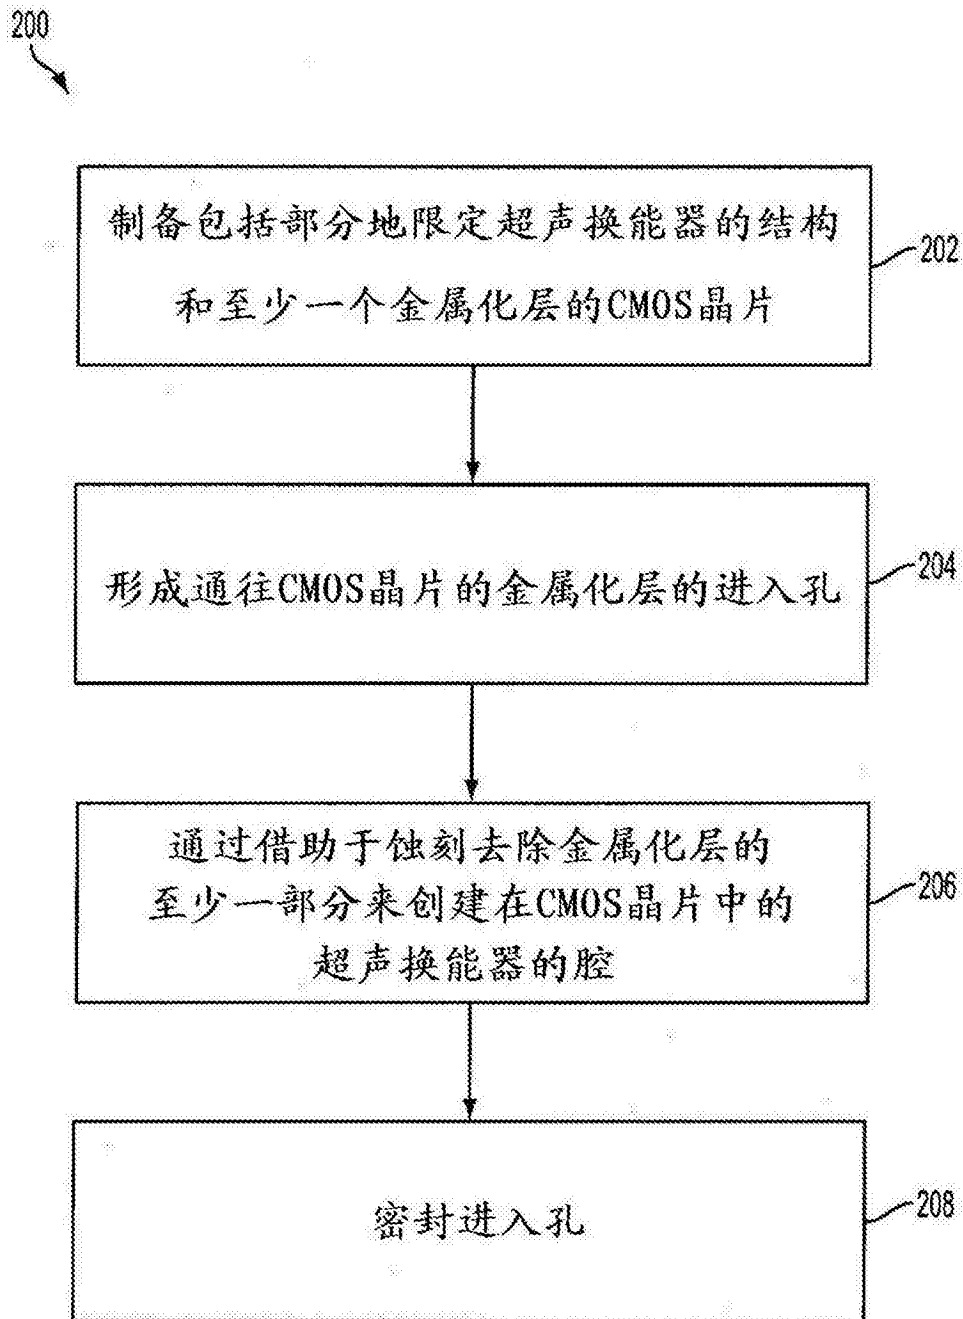 200
制备包括部分地限定超声换能器的结构
和至少一个金属化层的CMOS晶片
202
形成通往CMOS晶片的金属化层的进入孔
204
通过借助于蚀刻去除金属化层的
至少一部分来创建在CMOS晶片中的
超声换能器的腔
206
密封进入孔
208